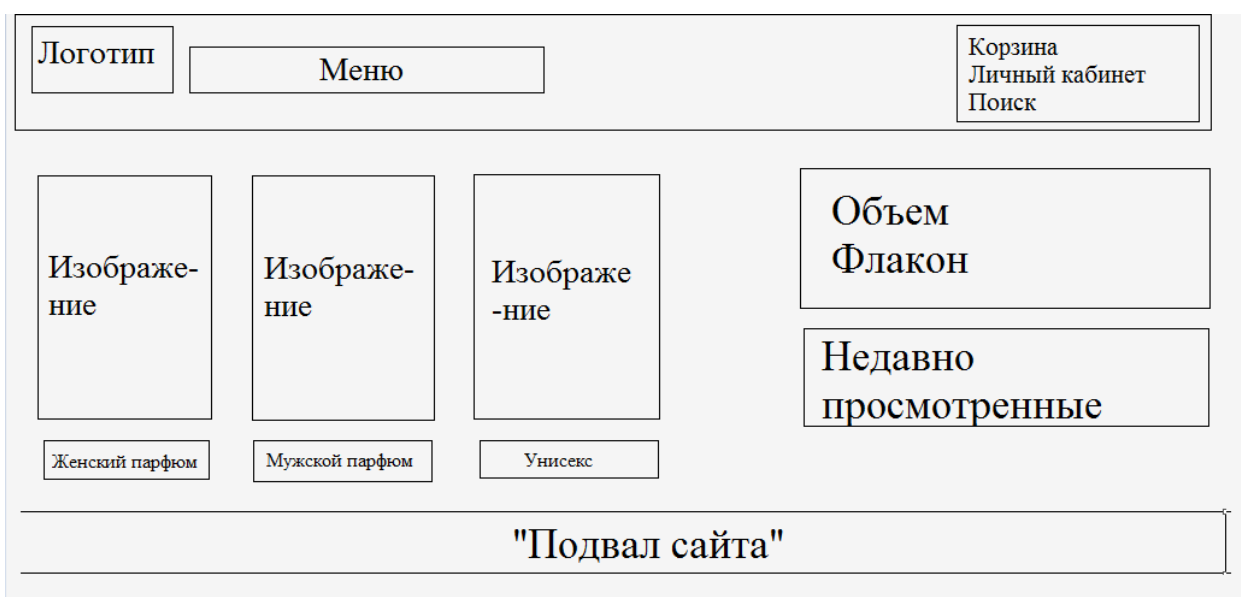 Логотип
Меню
Корзина
Личный кабинет
Поиск
Изображе-
ние
Изображе-
ние
Изображе
-ние
Объем
Флакон
Недавно
просмотренные
Женский парфюм
Мужской парфюм
Унисекс
"Подвал сайта"